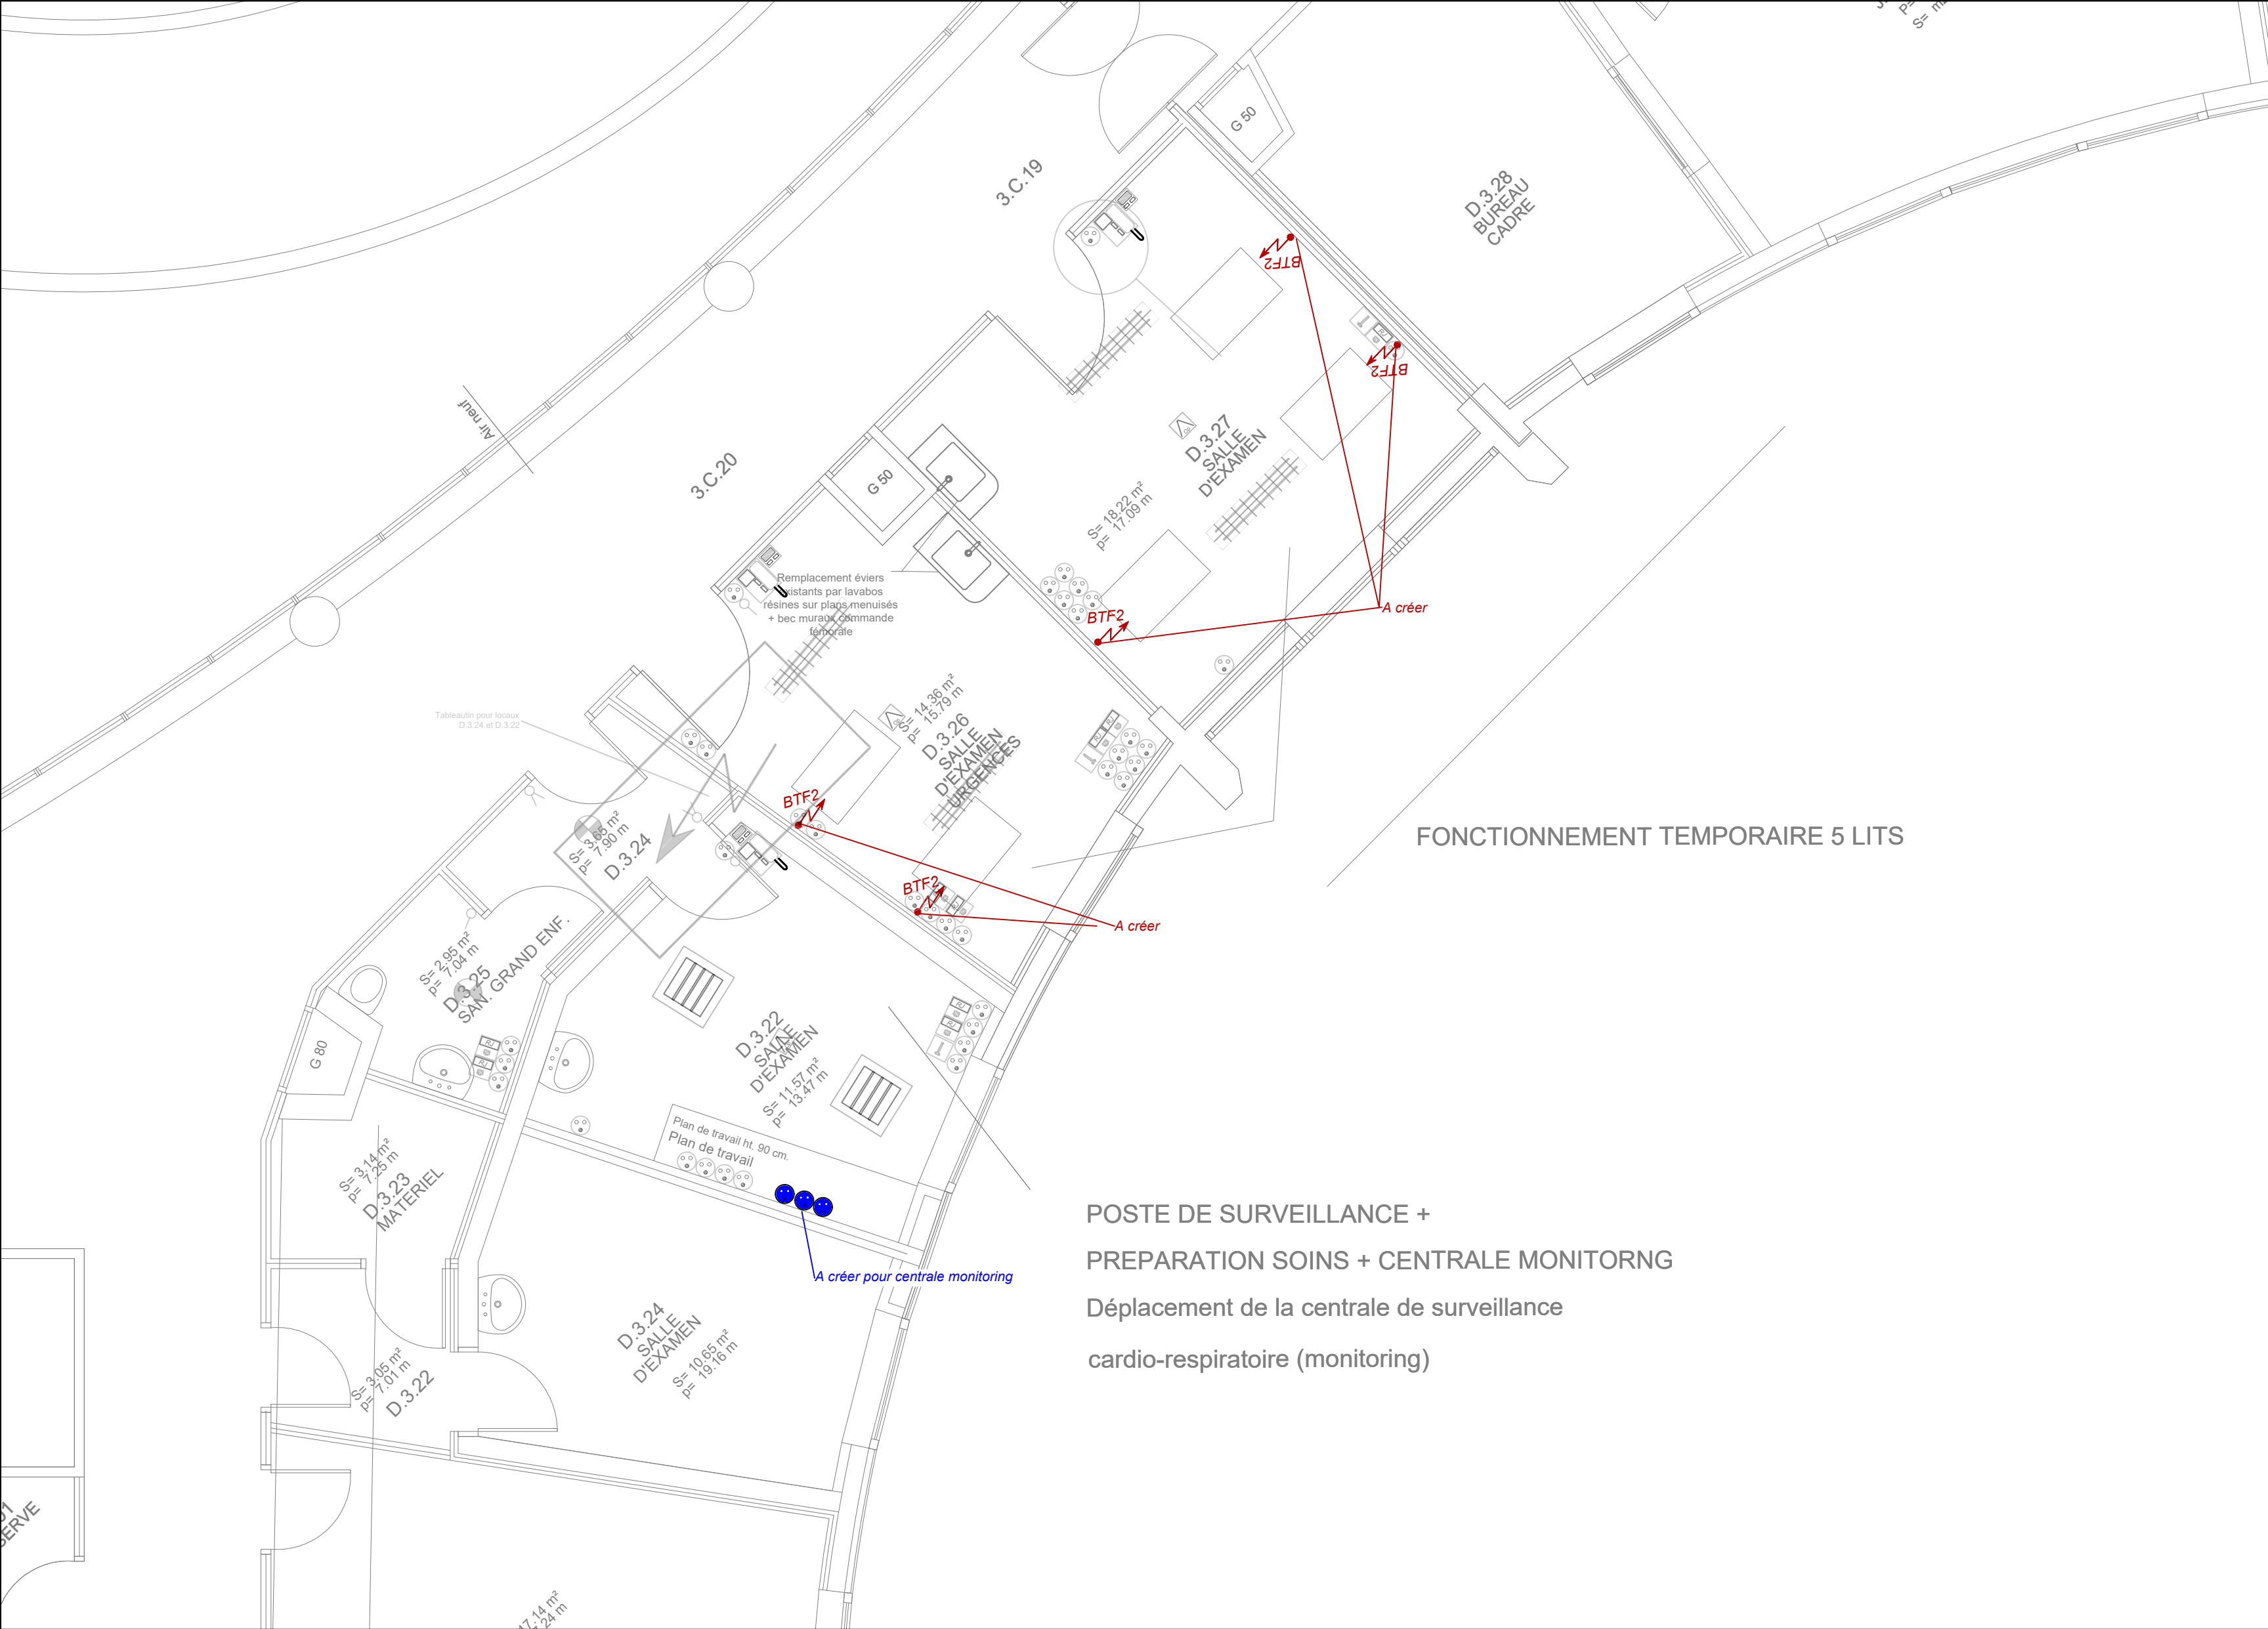 G 50
3.C.19
D.3.28
BUREAU
CADRE
BTF2
BTF2
Air neuf
3.C.20
G 50
D.3.27
SALLE
D'EXAMEN
S= 18.22 m²
p= 17.09 m
Remplacement éviers
existants par lavabos
résines sur plans menuisés
+ bec muraux commande
fémorale
BTF2
A créer
Tableautin pour locaux
D.3.24 et D.3.22
S= 14.36 m²
p= 15.79 m
D.3.26
SALLE
D'EXAMEN
URGENCES
BTF2
S= 3.65 m²
p= 7.90 m
D.3.24
FONCTIONNEMENT TEMPORAIRE 5 LITS
BTF2
A créer
S= 2.95 m²
p= 7.04 m
D.3.25
SAN. GRAND ENF.
G 80
D.3.22
SALLE
D'EXAMEN
S= 11.57 m²
p= 13.47 m
Plan de travail ht. 90 cm.
Plan de travail
S= 3.14 m²
p= 7.25 m
D.3.23
MATERIEL
A créer pour centrale monitoring
POSTE DE SURVEILLANCE +
PREPARATION SOINS + CENTRALE MONITORNG
Déplacement de la centrale de surveillance
cardio-respiratoire (monitoring)
D.3.24
SALLE
D'EXAMEN
S= 10.65 m²
p= 19.16 m
S= 3.05 m²
p= 7.01 m
D.3.22